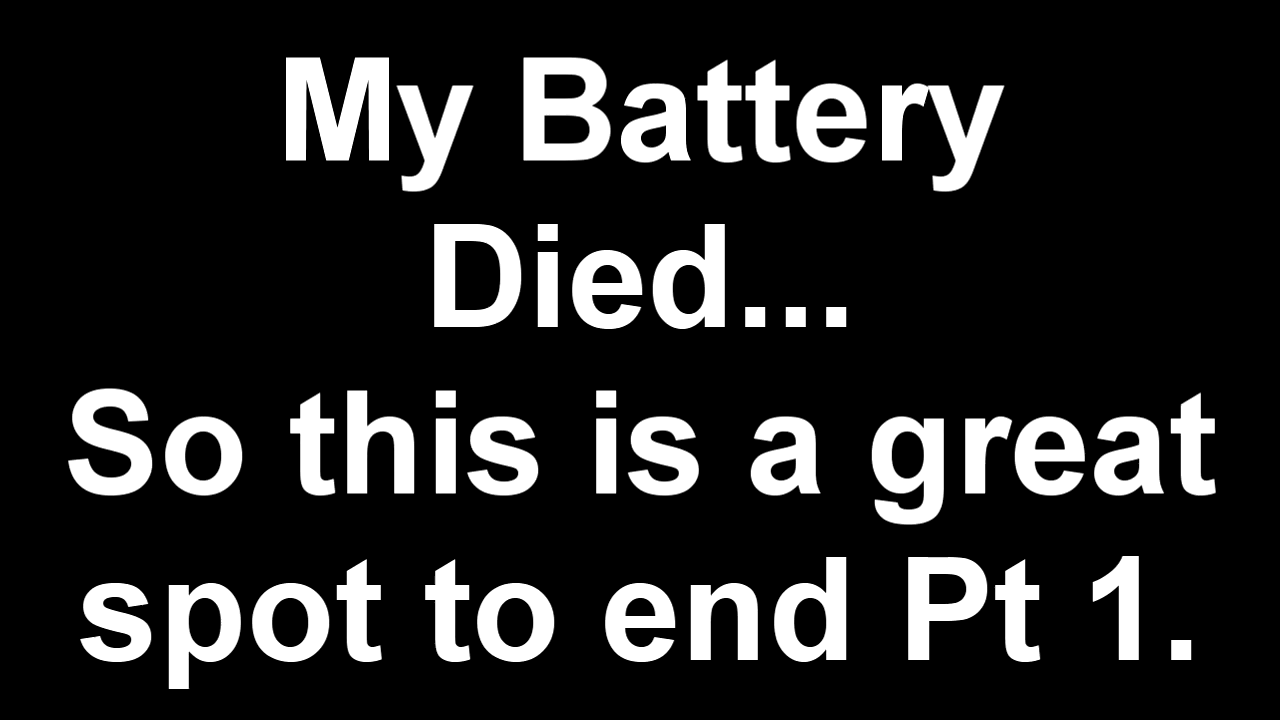 My Battery
Died...
So this is a great
spot to end Pt 1.